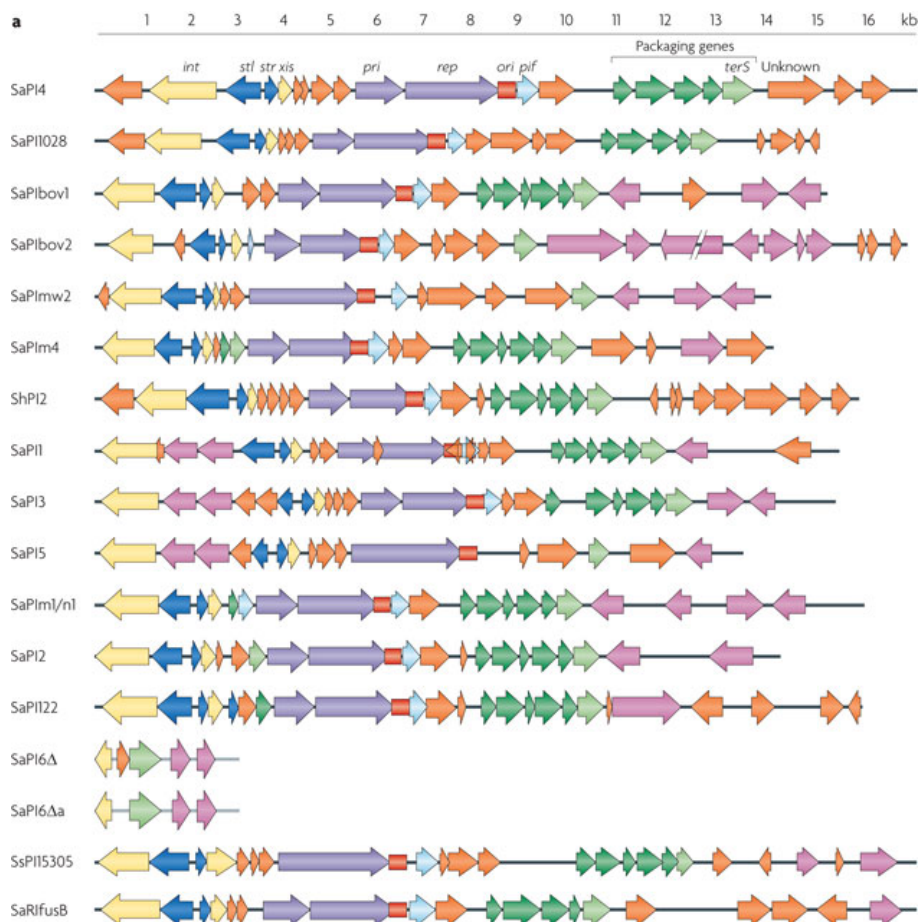 a
1 2 3 4 5 6 7 8 9 10 11 12 13 14 15 16 kb
Packaging genes
int stl str xis pri rep ori pif terS Unknown
SaPI4
SaPI1028
SaPIbov1
SaPIbov2
SaPImw2
SaPIm4
ShPI2
SaPI1
SaPI3
SaPI5
SaPIm1/n1
SaPI2
SaPI122
SaPI6Δ
SaPI6Δa
SsPI15305
SaRIfusB